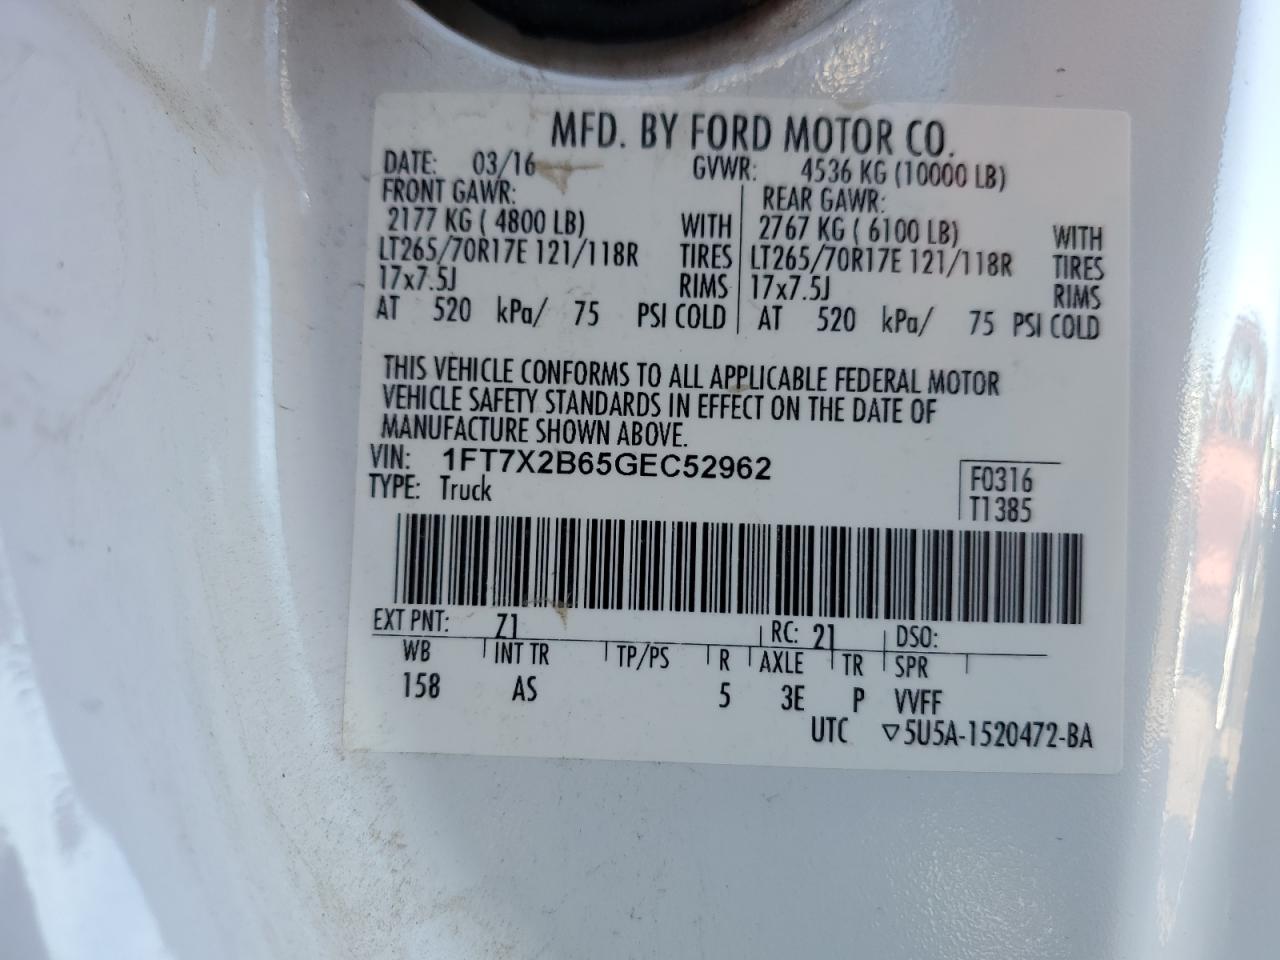 MFD. BY FORD MOTOR CO.
DATE: 03/16 GVWR: 4536 KG (10000 LB)
FRONT GAWR: REAR GAWR:
2177 KG ( 4800 LB) WITH 2767 KG ( 6100 LB) WITH
LT265/70R17E 121/118R TIRES LT265/70R17E 121/118R TIRES
17x7.5J RIMS 17x7.5J RIMS
AT 520 kPa/ 75 PSI COLD AT 520 kPa/ 75 PSI COLD
THIS VEHICLE CONFORMS TO ALL APPLICABLE FEDERAL MOTOR
VEHICLE SAFETY STANDARDS IN EFFECT ON THE DATE OF
MANUFACTURE SHOWN ABOVE.
VIN: 1FT7X2B65GEC52962 F0316
TYPE: Truck T1385
EXT PNT: Z1 RC: 21 DSO:
WB INT TR TP/PS R AXLE TR SPR
158 AS 5 3E P VVFF
UTC ▽5U5A-1520472-BA